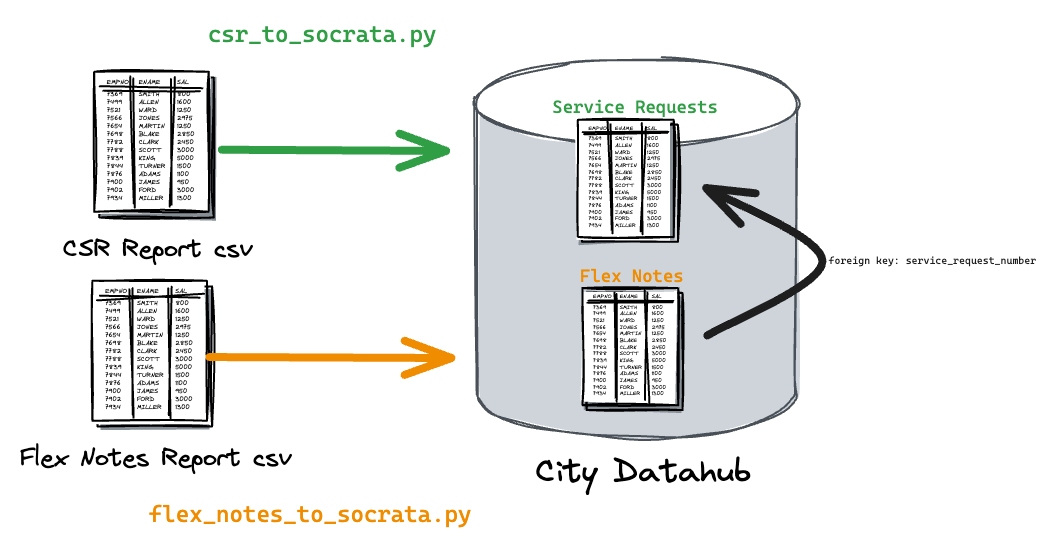 csr_to_socrata.py
EMPNO ENAME SAL
7369 SMITH 800
7499 ALLEN 1600
7521 WARD 1250
7566 JONES 2975
7654 MARTIN 1250
7698 BLAKE 2850
7782 CLARK 2450
7788 SCOTT 3000
7839 KING 5000
7844 TURNER 1500
7876 ADAMS 1100
7900 JAMES 950
7902 FORD 3000
7934 MILLER 1300
CSR Report csv
EMPNO ENAME SAL
7369 SMITH 800
7499 ALLEN 1600
7521 WARD 1250
7566 JONES 2975
7654 MARTIN 1250
7698 BLAKE 2850
7782 CLARK 2450
7788 SCOTT 3000
7839 KING 5000
7844 TURNER 1500
7876 ADAMS 1100
7900 JAMES 950
7902 FORD 3000
7934 MILLER 1300
Flex Notes Report csv
flex_notes_to_socrata.py
Service Requests
EMPNO ENAME SAL
7369 SMITH 800
7499 ALLEN 1600
7521 WARD 1250
7566 JONES 2975
7654 MARTIN 1250
7698 BLAKE 2850
7782 CLARK 2450
7788 SCOTT 3000
7839 KING 5000
7844 TURNER 1500
7876 ADAMS 1100
7900 JAMES 950
7902 FORD 3000
7934 MILLER 1300
foreign key: service_request_number
Flex Notes
EMPNO ENAME SAL
7369 SMITH 800
7499 ALLEN 1600
7521 WARD 1250
7566 JONES 2975
7654 MARTIN 1250
7698 BLAKE 2850
7782 CLARK 2450
7788 SCOTT 3000
7839 KING 5000
7844 TURNER 1500
7876 ADAMS 1100
7900 JAMES 950
7902 FORD 3000
7934 MILLER 1300
City Datahub